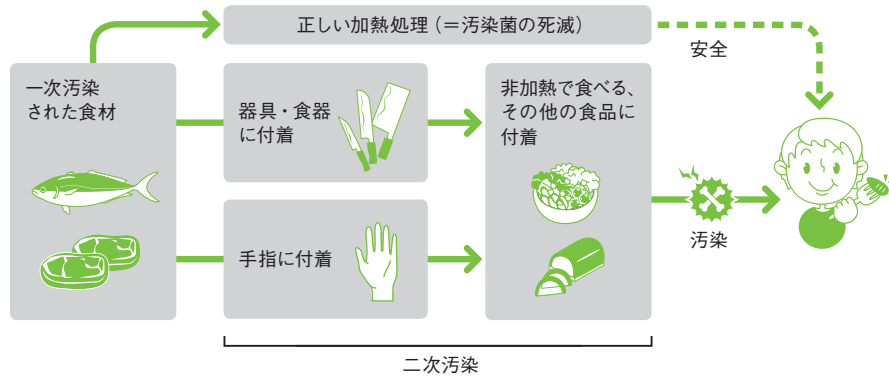 正しい加熱処理（＝汚染菌の死滅）
安全
一次汚染
された食材
器具・食器
に付着
非加熱で食べる、
その他の食品に
付着
汚染
手指に付着
二次汚染